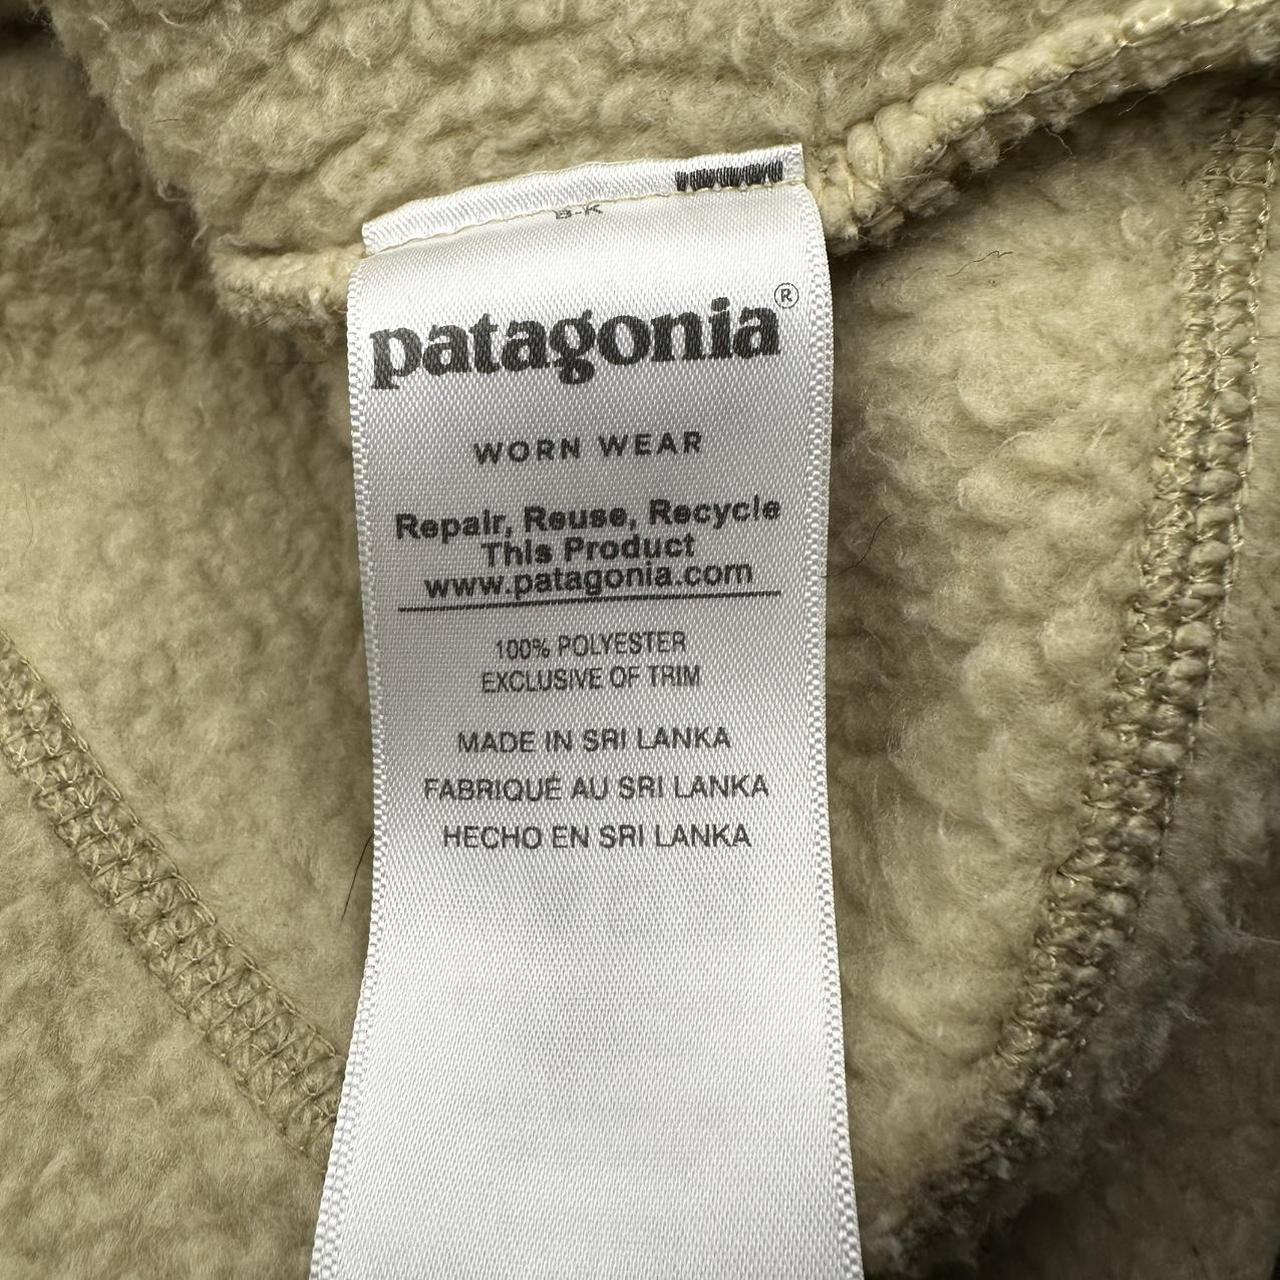 B-K
patagonia®
WORN WEAR
Repair, Reuse, Recycle
This Product
www.patagonia.com
100% POLYESTER
EXCLUSIVE OF TRIM
MADE IN SRI LANKA
FABRIQUÉ AU SRI LANKA
HECHO EN SRI LANKA